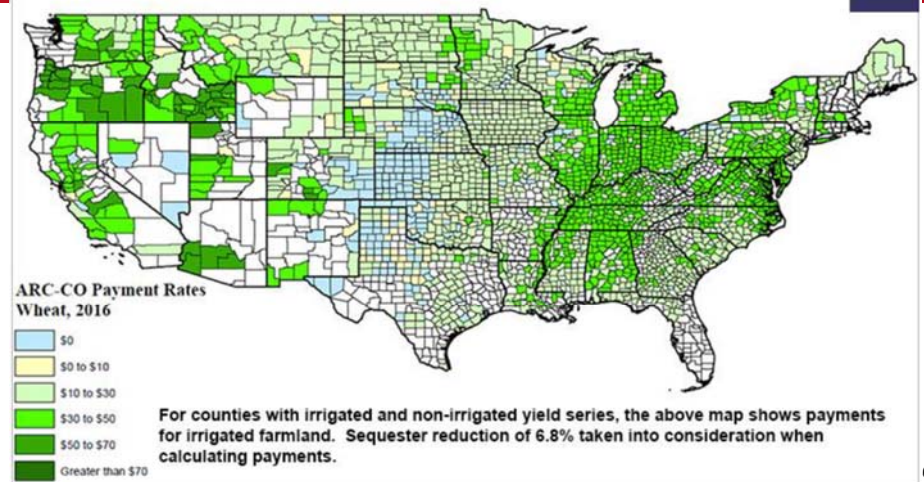 ARC-CO Payment Rates
Wheat, 2016
$0
$0 to $10
$10 to $30
$30 to $50
$50 to $70
Greater than $70
For counties with irrigated and non-irrigated yield series, the above map shows payments
for irrigated farmland. Sequester reduction of 6.8% taken into consideration when
calculating payments.